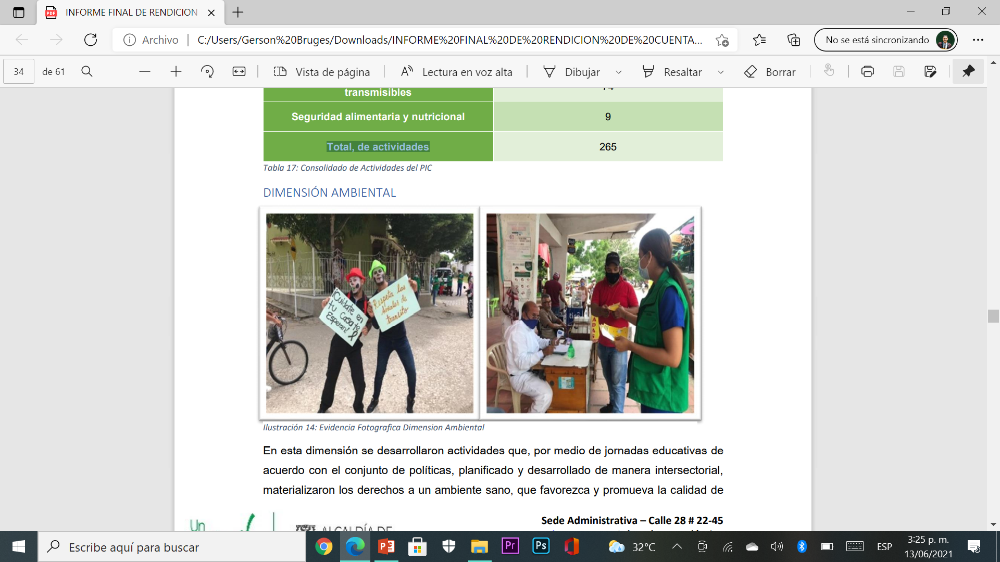 INFORME FINAL DE RENDICION
Archivo
C:/Users/Gerson%20Bruges/Downloads/INFORME%20FINAL%20DE%20RENDICION%20DE%20CUENTA...
No se está sincronizando
34 de 61
Vista de página
Lectura en voz alta
Dibujar
Resaltar
Borrar
transmisibles 74
Seguridad alimentaria y nutricional 9
Total, de actividades 265
Tabla 17: Consolidado de Actividades del PIC
DIMENSIÓN AMBIENTAL
¡Cuidate en
tu Casa te
Esperan!
Respeta las
señales de
transito
tigo
Ilustración 14: Evidencia Fotografica Dimension Ambiental
En esta dimensión se desarrollaron actividades que, por medio de jornadas educativas de
acuerdo con el conjunto de políticas, planificado y desarrollado de manera intersectorial,
materializaron los derechos a un ambiente sano, que favorezca y promueva la calidad de
Un
ALCALDÍA DE
Sede Administrativa – Calle 28 # 22-45
Escribe aquí para buscar
Pr
Ps
32°C
ESP
3:25 p. m.
13/06/2021